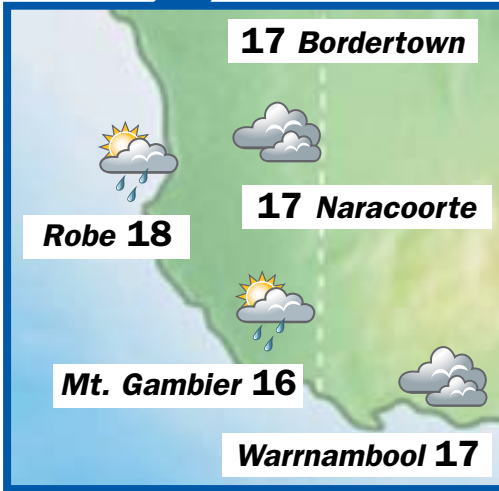 17 Bordertown
17 Naracoorte
Robe 18
Mt. Gambier 16
Warrnambool 17